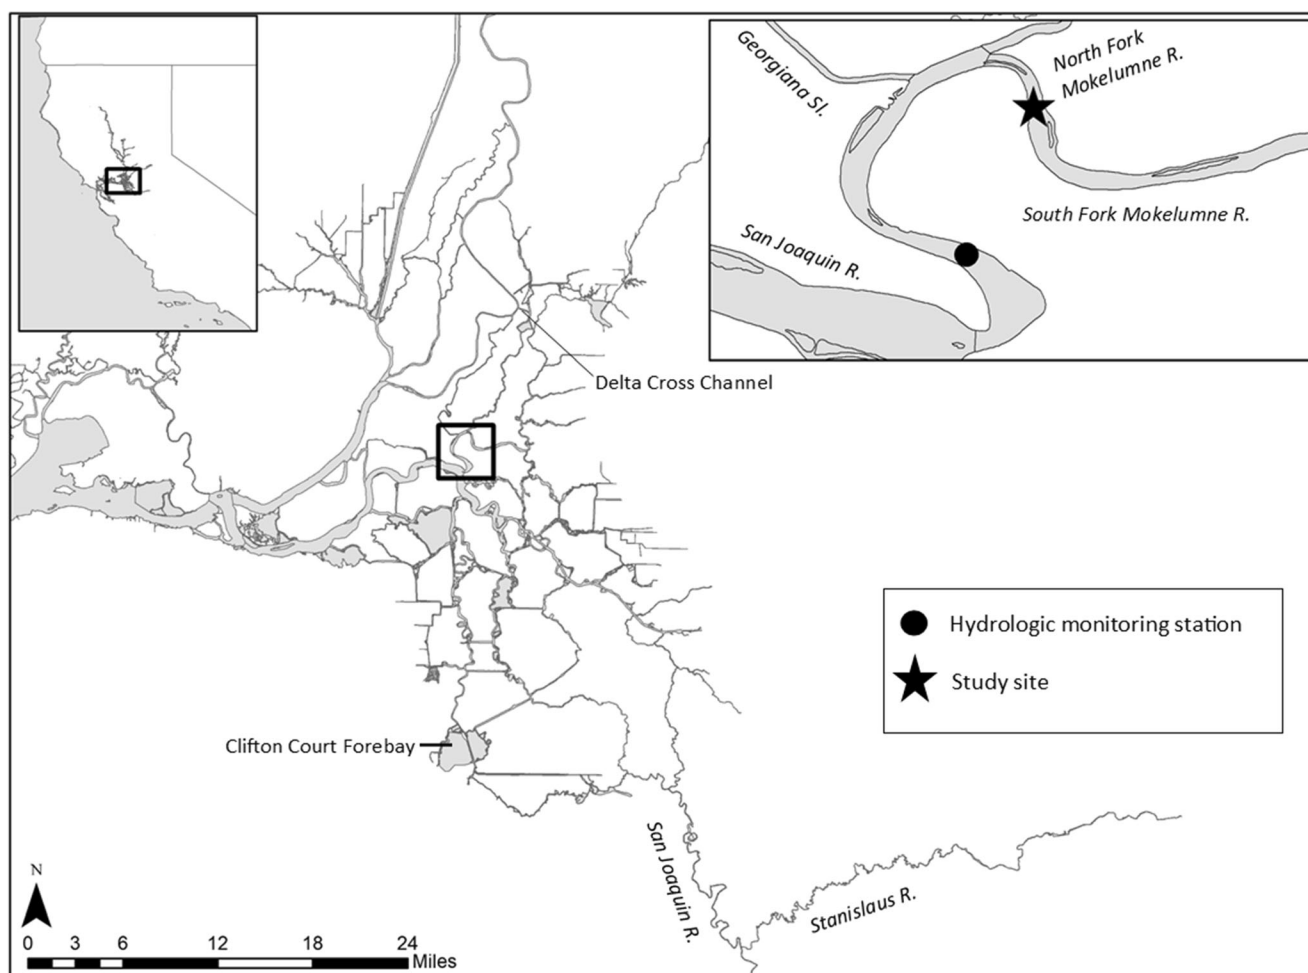 Georgiana Sl.
North Fork
Mokelumne R.
South Fork Mokelumne R.
San Joaquin R.
Delta Cross Channel
Hydrologic monitoring station
Study site
Clifton Court Forebay
San Joaquin R.
Stanislaus R.
N
0 3 6 12 18 24
Miles